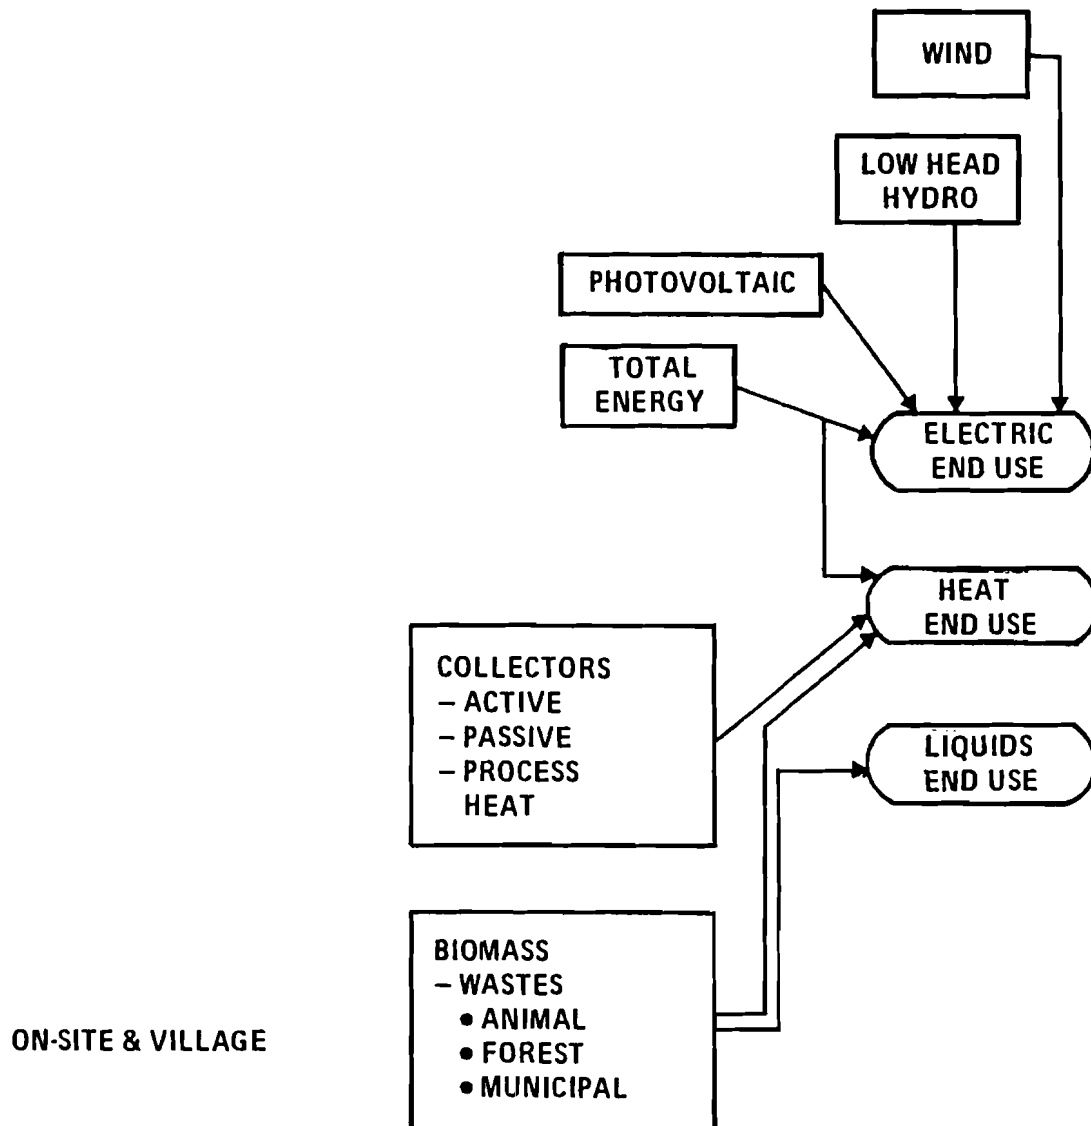 WIND
LOW HEAD
HYDRO
PHOTOVOLTAIC
TOTAL
ENERGY
ELECTRIC
END USE
HEAT
END USE
COLLECTORS
– ACTIVE
– PASSIVE
– PROCESS
HEAT
LIQUIDS
END USE
BIOMASS
– WASTES
• ANIMAL
• FOREST
• MUNICIPAL
ON-SITE & VILLAGE